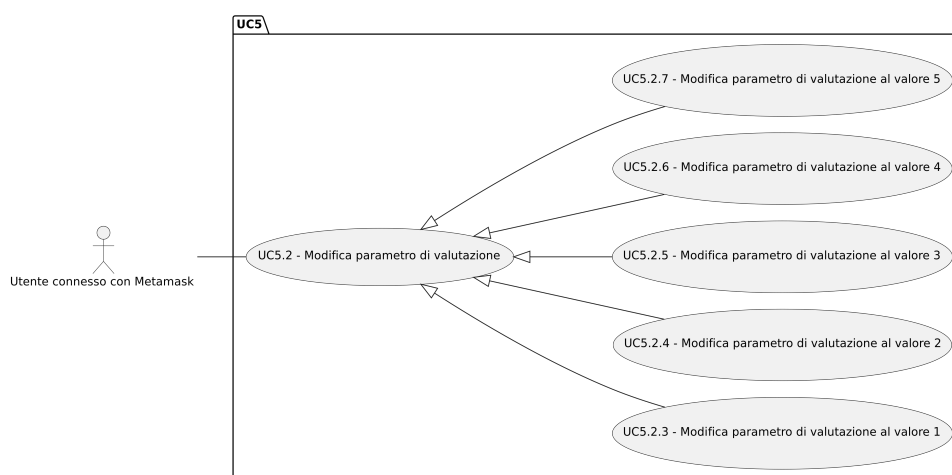 UC5
UC5.2.7 - Modifica parametro di valutazione al valore 5
UC5.2.6 - Modifica parametro di valutazione al valore 4
UC5.2 - Modifica parametro di valutazione
UC5.2.5 - Modifica parametro di valutazione al valore 3
Utente connesso con Metamask
UC5.2.4 - Modifica parametro di valutazione al valore 2
UC5.2.3 - Modifica parametro di valutazione al valore 1